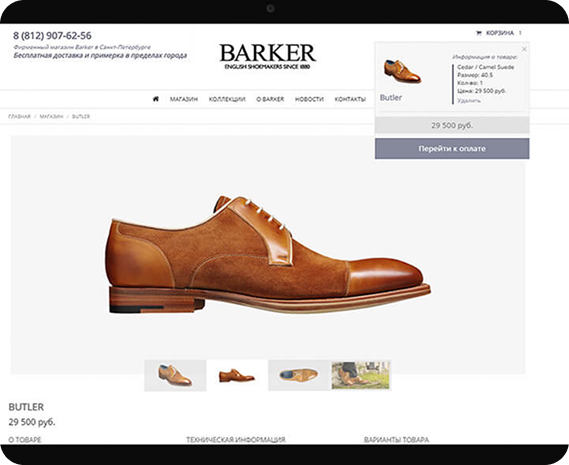 8 (812) 907-62-56
Фирменный магазин Barker в Санкт-Петербурге
Бесплатная доставка и примерка в пределах города
BARKER
ENGLISH SHOEMAKERS SINCE 1880
КОРЗИНА 1
Информация о товаре:
Cedar / Camel Suede
Размер: 40.5
Кол-во: 1
Цена: 29 500 руб.
Удалить
Butler
29 500 руб.
Перейти к оплате
МАГАЗИН КОЛЛЕКЦИИ О BARKER НОВОСТИ КОНТАКТЫ
ГЛАВНАЯ / МАГАЗИН / BUTLER
BUTLER
29 500 руб.
О ТОВАРЕ ТЕХНИЧЕСКАЯ ИНФОРМАЦИЯ ВАРИАНТЫ ТОВАРА